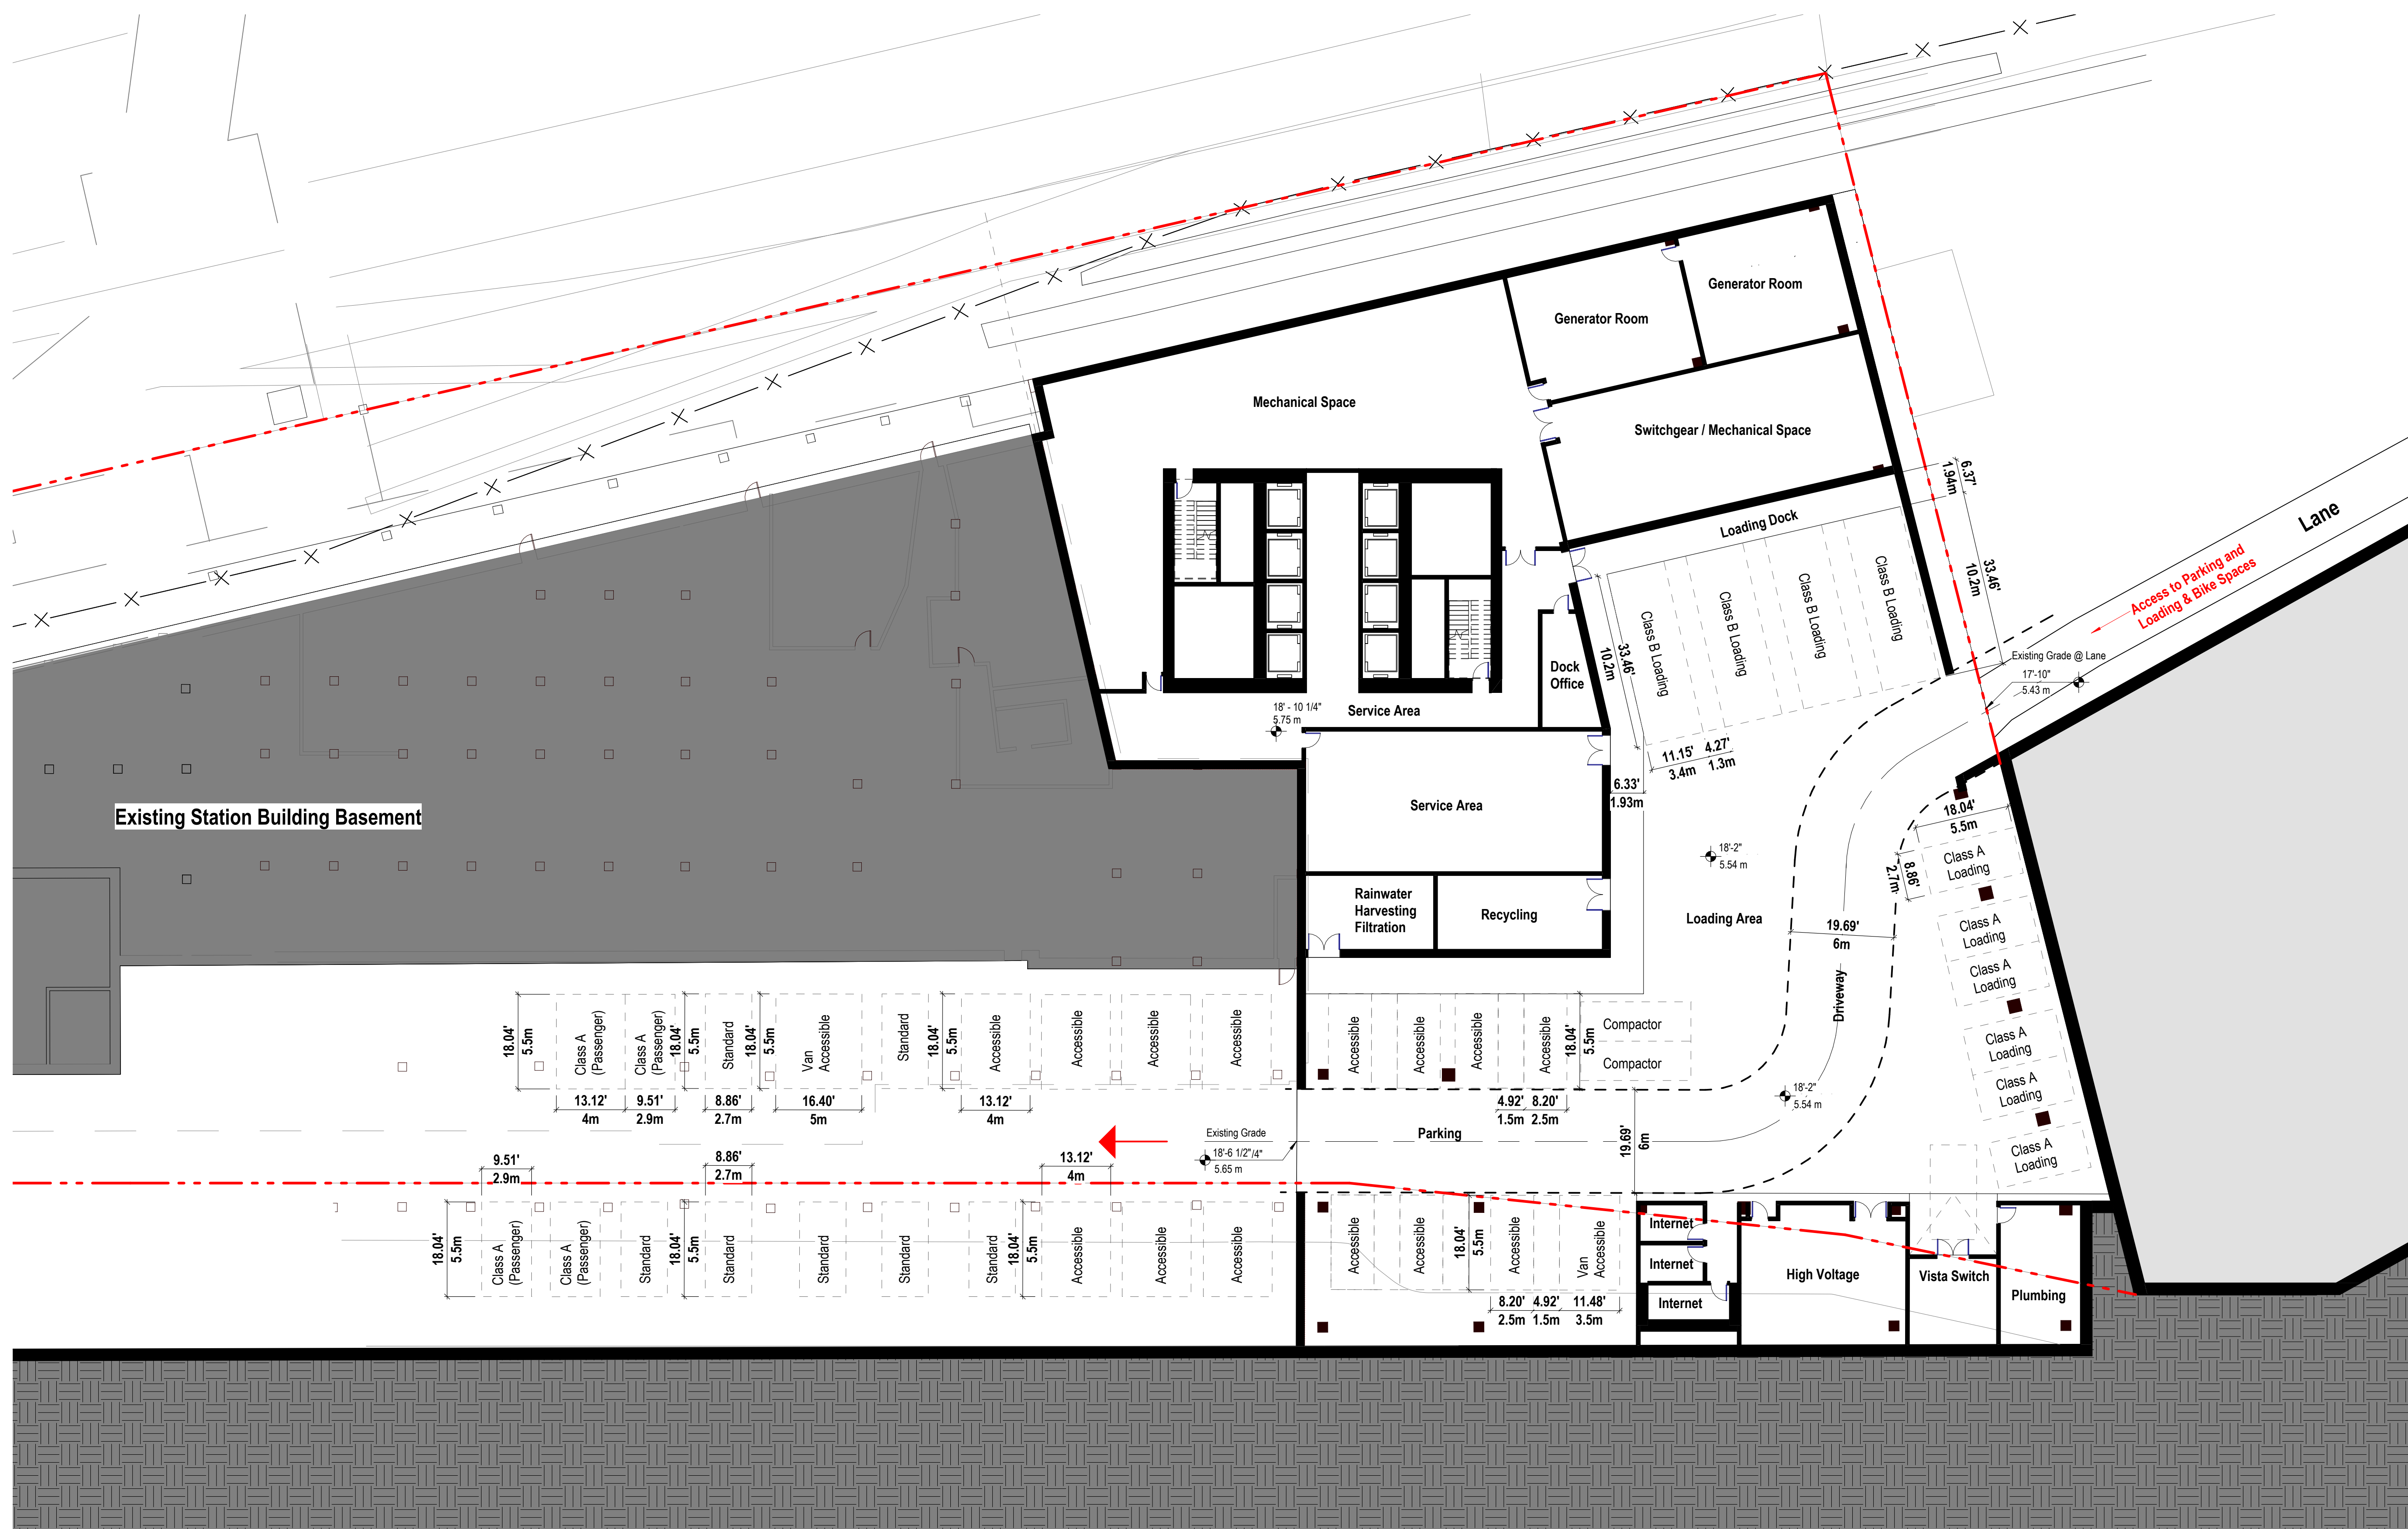 Generator Room
Generator Room
Mechanical Space
Switchgear / Mechanical Space
6.37'
1.94m
Loading Dock
Lane
Access to Parking and
Loading & Bike Spaces
33.46'
10.2m
Class B Loading
Class B Loading
Class B Loading
Class B Loading
33.46'
10.2m
Existing Grade @ Lane
17'-10"
5.43 m
Dock
Office
18' - 10 1/4"
5.75 m
Service Area
11.15'
3.4m
4.27'
1.3m
6.33'
1.93m
Service Area
Existing Station Building Basement
18'-2"
5.54 m
18.04'
5.5m
8.86'
2.7m
Class A
Loading
Class A
Loading
Class A
Loading
Class A
Loading
Class A
Loading
Class A
Loading
Rainwater
Harvesting
Filtration
Recycling
Loading Area
19.69'
6m
Driveway
18.04'
5.5m
Class A
(Passenger)
Class A
(Passenger)
18.04'
5.5m
Standard
18.04'
5.5m
Van
Accessible
Standard
18.04'
5.5m
Accessible
Accessible
Accessible
Accessible
Accessible
Accessible
Accessible
Accessible
18.04'
5.5m
Compactor
Compactor
13.12'
4m
9.51'
2.9m
8.86'
2.7m
16.40'
5m
13.12'
4m
4.92'
1.5m
8.20'
2.5m
18'-2"
5.54 m
Existing Grade
18'-6 1/2"/4"
5.65 m
Parking
19.69'
6m
9.51'
2.9m
8.86'
2.7m
13.12'
4m
18.04'
5.5m
Class A
(Passenger)
Class A
(Passenger)
Standard
18.04'
5.5m
Standard
Standard
Standard
Standard
18.04'
5.5m
Accessible
Accessible
Accessible
Accessible
Accessible
18.04'
5.5m
Accessible
Van
Accessible
8.20'
2.5m
4.92'
1.5m
11.48'
3.5m
Internet
Internet
Internet
High Voltage
Vista Switch
Plumbing